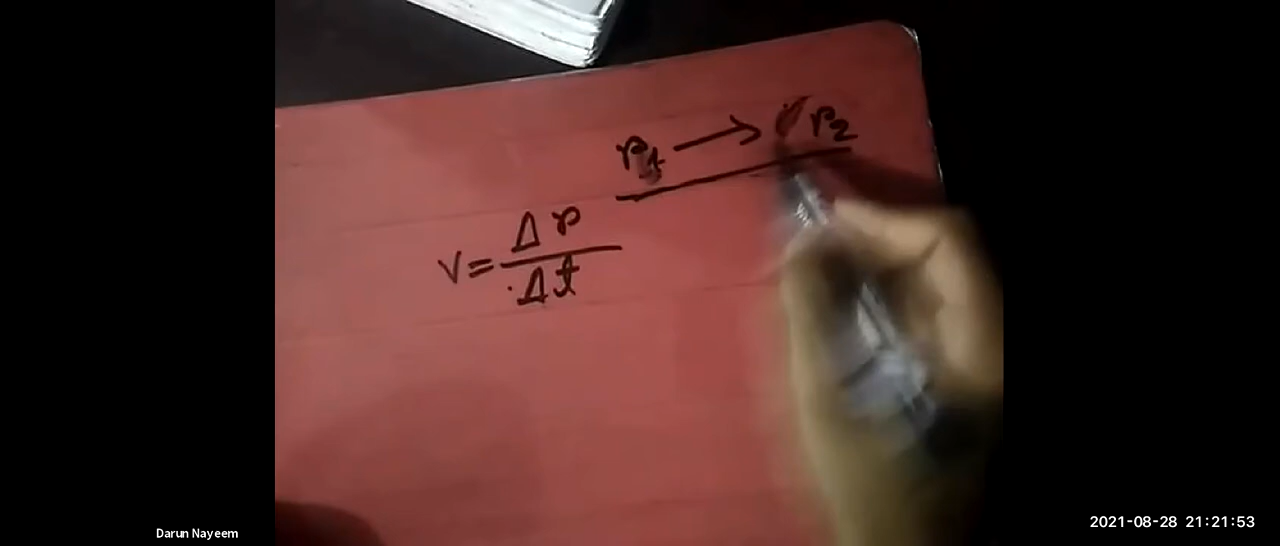 r₁ → r₂
v = Δr / Δt
Darun Nayeem
2021-08-28 21:21:53